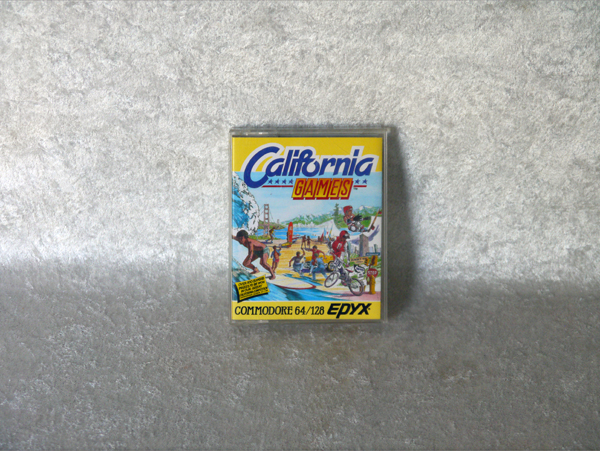 California
GAMES
COMMODORE 64/128 EPYX